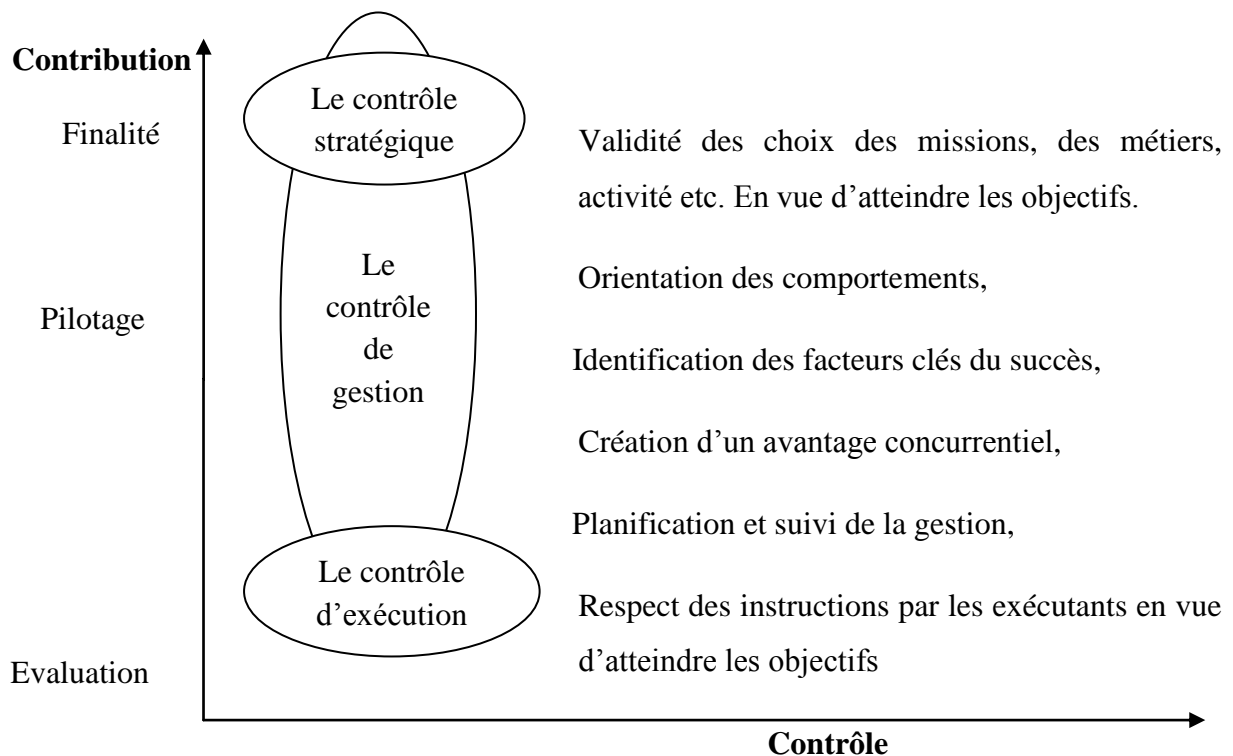 Contribution
Le contrôle
stratégique
Finalité
Validité des choix des missions, des métiers,
activité etc. En vue d’atteindre les objectifs.
Le
contrôle
de
gestion
Orientation des comportements,
Pilotage
Identification des facteurs clés du succès,
Création d’un avantage concurrentiel,
Planification et suivi de la gestion,
Le contrôle
d’exécution
Respect des instructions par les exécutants en vue
d’atteindre les objectifs
Evaluation
Contrôle